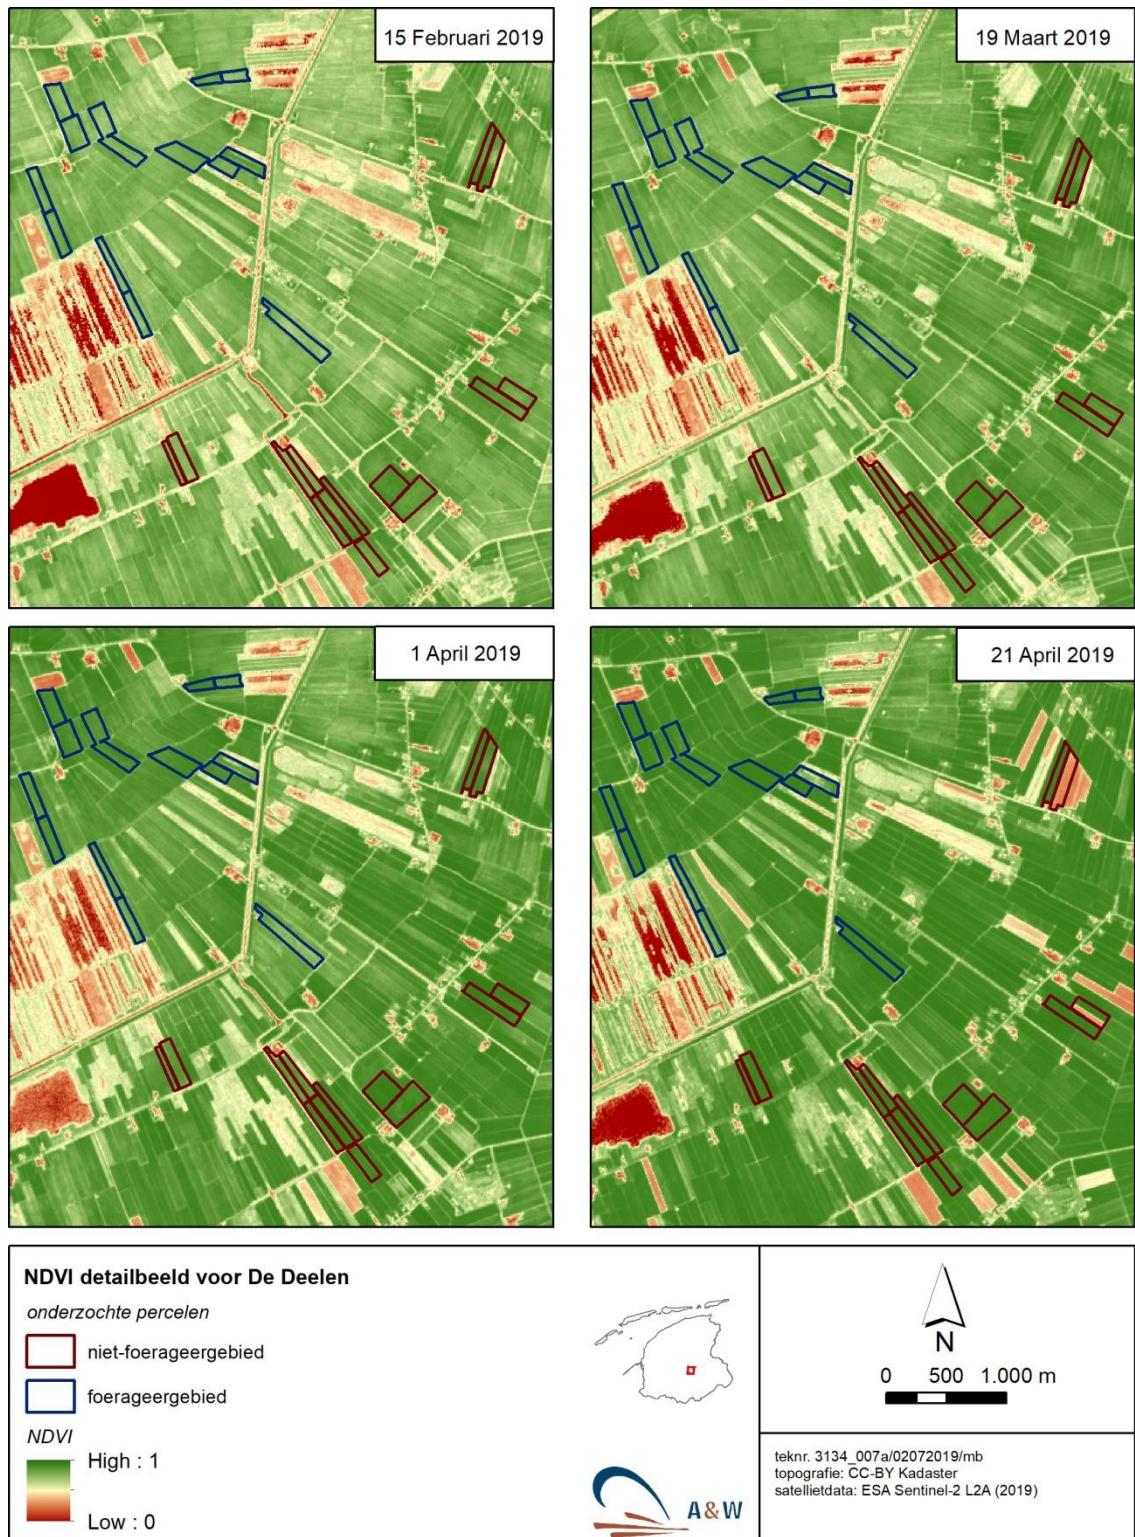 15 Februari 2019
19 Maart 2019
1 April 2019
21 April 2019
NDVI detailbeeld voor De Deelen
onderzochte percelen
niet-foerageergebied
foerageergebied
NDVI
High : 1
Low : 0
A&W
N
0 500 1.000 m
teknr. 3134_007a/02072019/mb
topografie: CC-BY Kadaster
satellietdata: ESA Sentinel-2 L2A (2019)